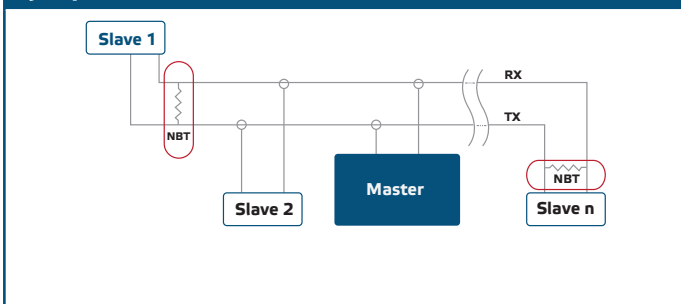 Slave 1
RX
TX
NBT
NBT
Master
Slave 2
Slave n